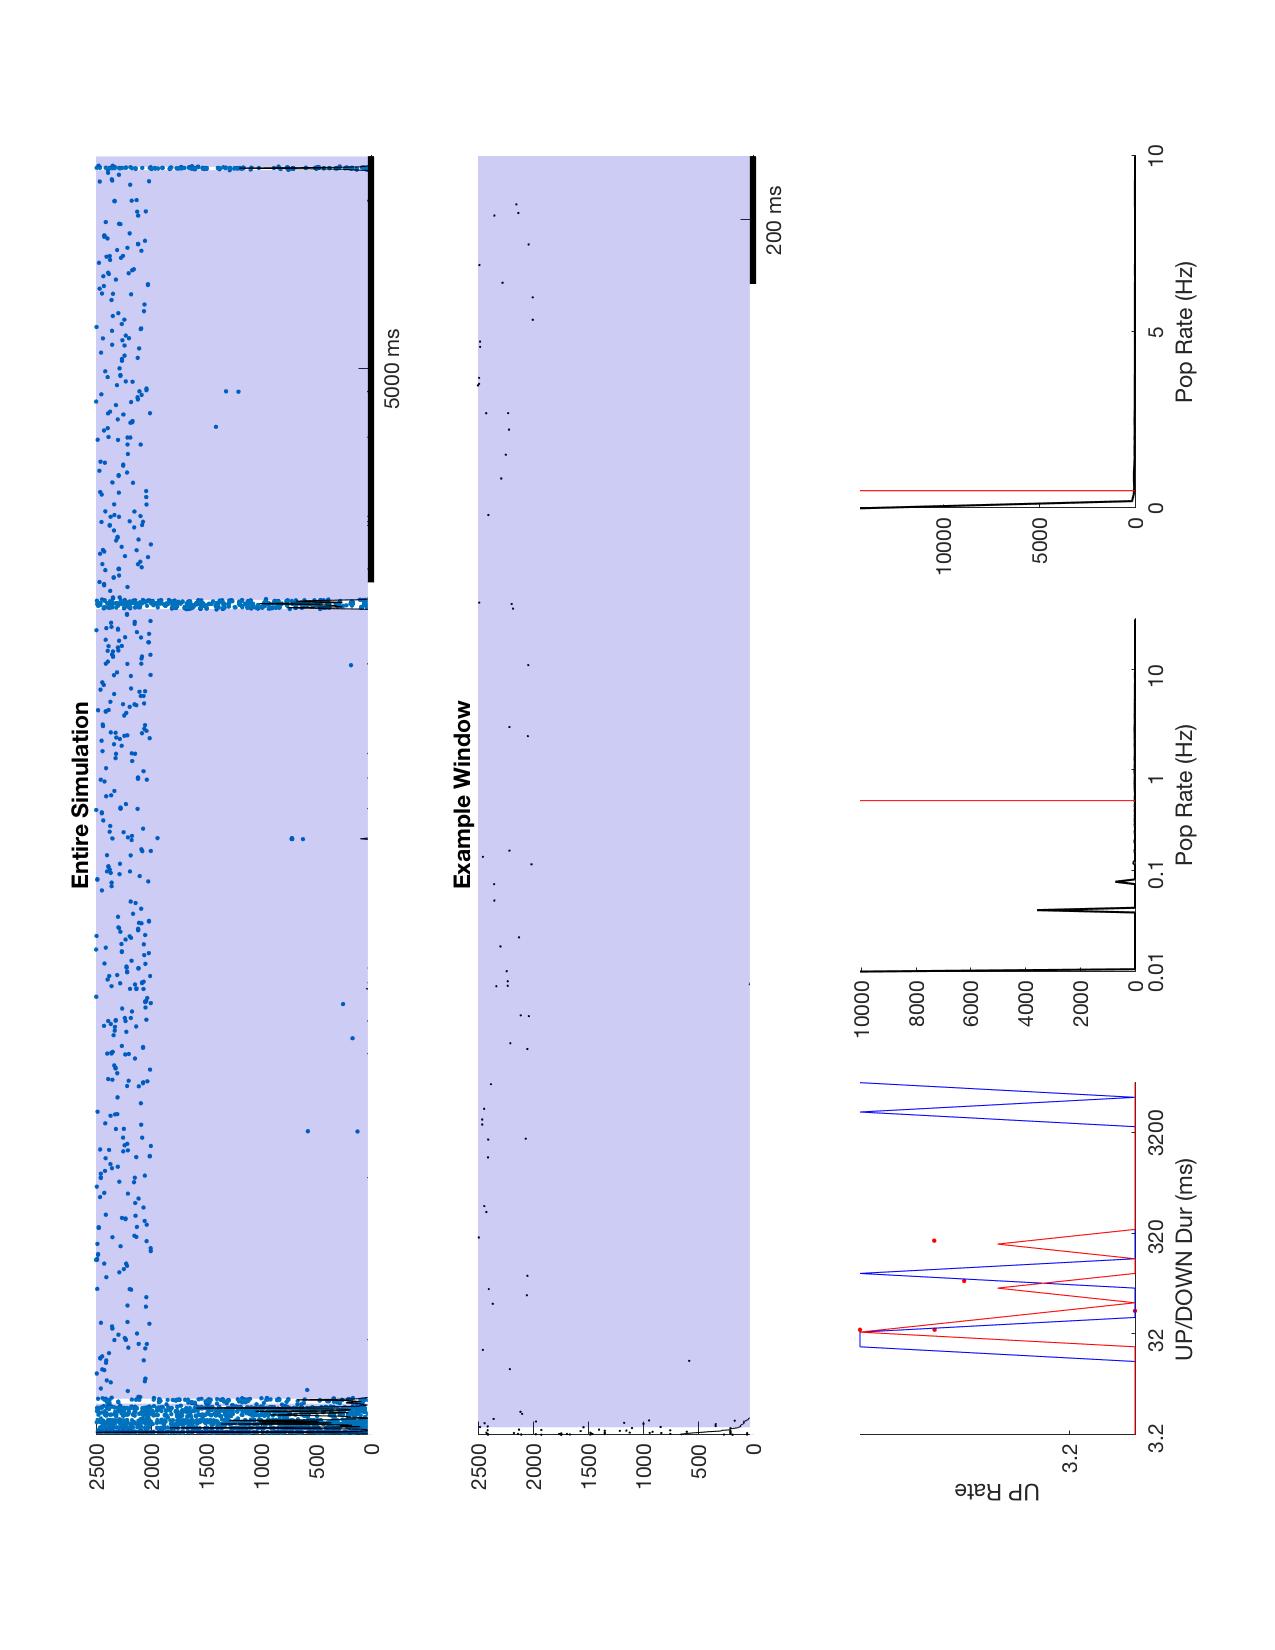 Entire Simulation
2500
2000
1500
1000
500
0
5000 ms
Example Window
2500
2000
1500
1000
500
0
200 ms
UP Rate
3.2
3.2 32 320 3200
UP/DOWN Dur (ms)
10000
8000
6000
4000
2000
0
0.01 0.1 1 10
Pop Rate (Hz)
10000
5000
0
0 5 10
Pop Rate (Hz)